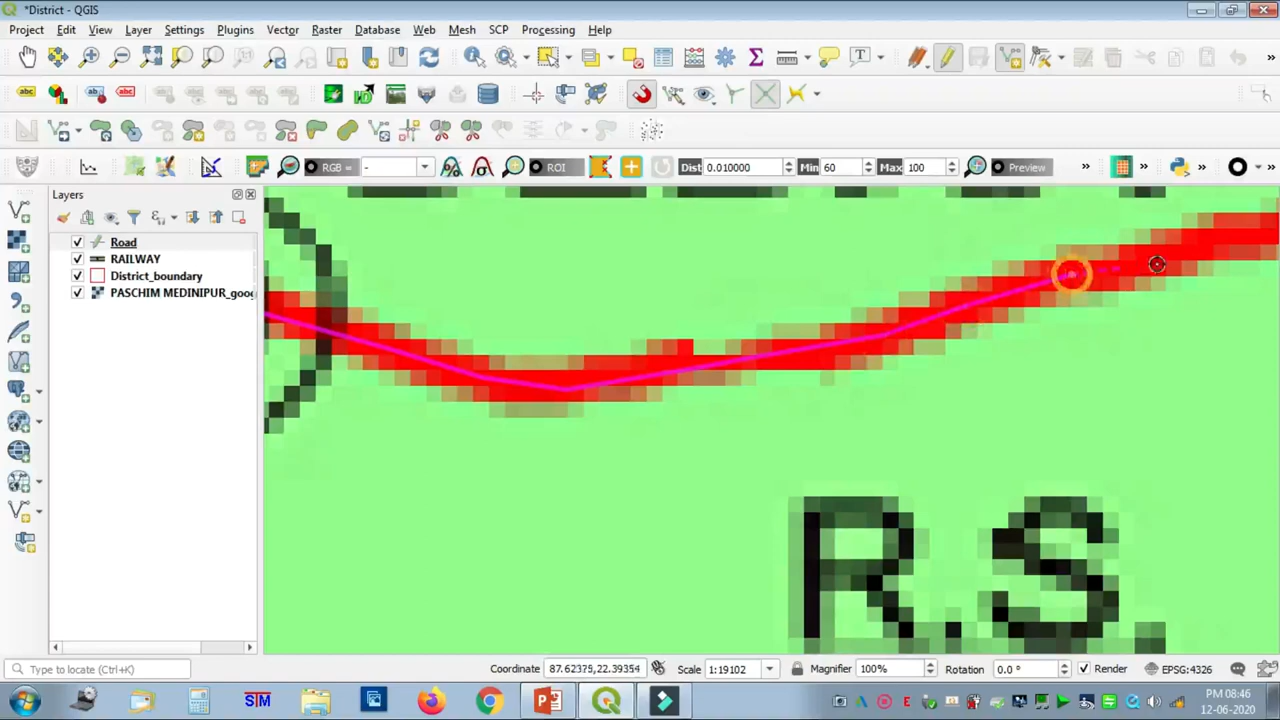 *District - QGIS
Project Edit View Layer Settings Plugins Vector Raster Database Web Mesh SCP Processing Help
RGB = - ROI Dist 0.010000 Min 60 Max 100 Preview
Layers
Road
RAILWAY
District_boundary
PASCHIM MEDINIPUR_goog
R.S.
Type to locate (Ctrl+K) Coordinate 87.62375,22.39354 Scale 1:19102 Magnifier 100% Rotation 0.0 ° Render EPSG:4326
PM 08:46
12-06-2020